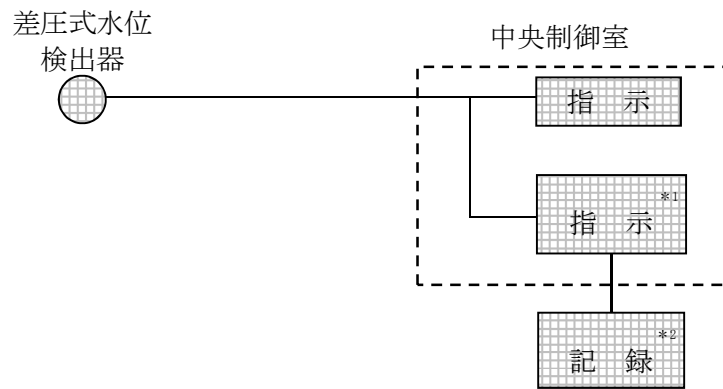 差圧式水位
検出器
中央制御室
指 示
指 示 *1
記 録 *2